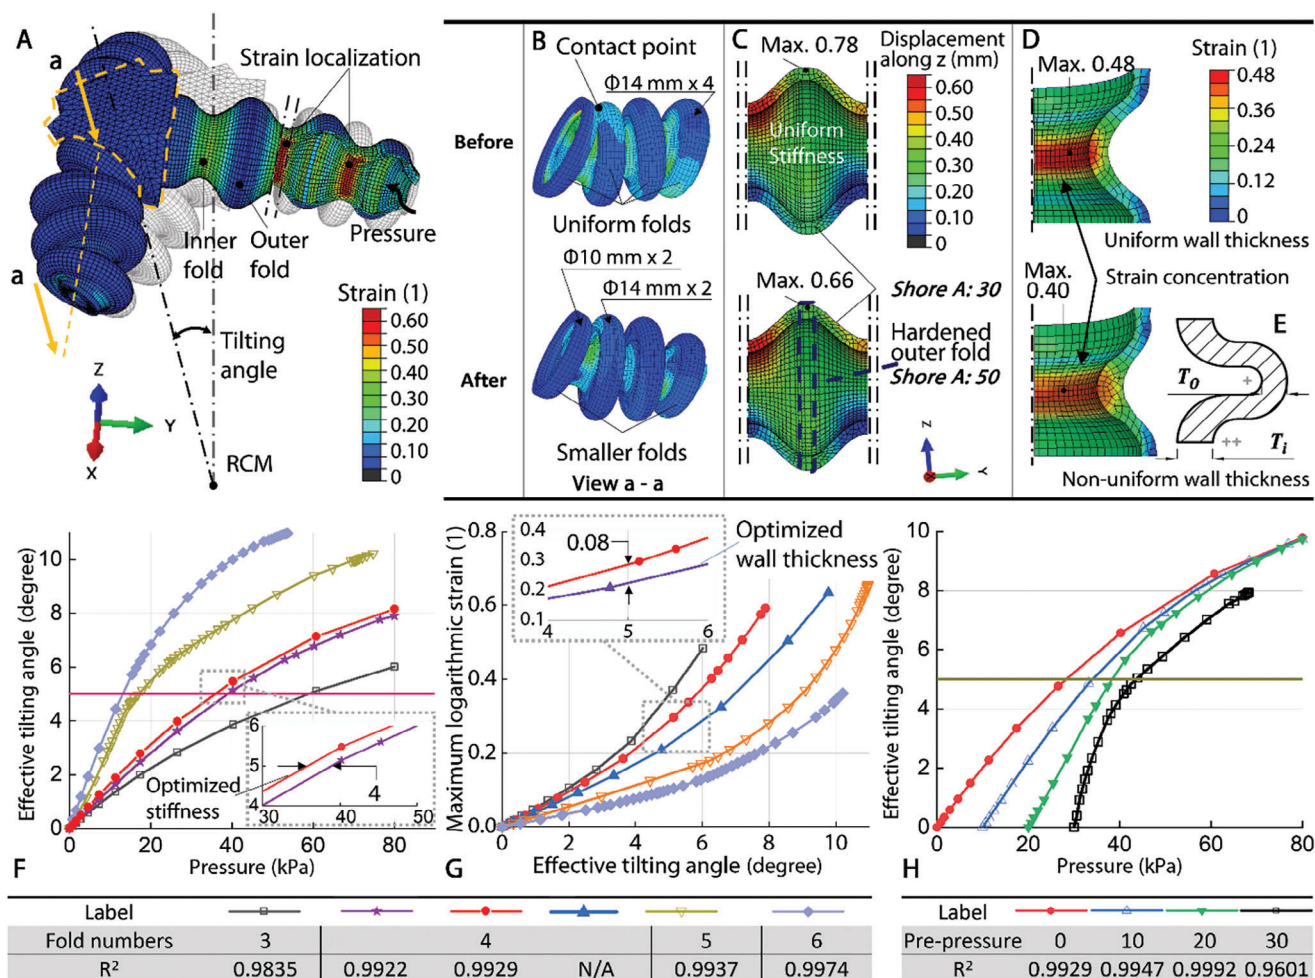 A
a
Strain localization
Inner fold
Outer fold
Pressure
a
Tilting angle
Strain (1)
0.60
0.50
0.40
0.30
0.20
0.10
0
Z
Y
X
RCM
Before
After
B
Contact point
Φ14 mm x 4
Uniform folds
Φ10 mm x 2
Φ14 mm x 2
Smaller folds
View a - a
C
Max. 0.78
Displacement along z (mm)
0.60
0.50
0.40
0.30
0.20
0.10
0
Uniform Stiffness
Max. 0.66
Shore A: 30
Hardened outer fold
Shore A: 50
Z
Y
X
D
Max. 0.48
Strain (1)
0.48
0.36
0.24
0.12
0
Uniform wall thickness
Strain concentration
Max. 0.40
E
T_O
+
++
T_i
Non-uniform wall thickness
Effective tilting angle (degree)
10
8
6
4
2
0
0 20 40 60 80
Pressure (kPa)
6
5
4
30 40 50
4
Optimized stiffness
Maximum logarithmic strain (1)
0.8
0.6
0.4
0.2
0.0
0 2 4 6 8 10
Effective tilting angle (degree)
0.4
0.3
0.2
0.1
4 5 6
0.08
Optimized wall thickness
Effective tilting angle (degree)
10
8
6
4
2
0
0 20 40 60 80
Pressure (kPa)
F
G
H
Label
Fold numbers 3 4 5 6
R² 0.9835 0.9922 0.9929 N/A 0.9937 0.9974
Label
Pre-pressure 0 10 20 30
R² 0.9929 0.9947 0.9992 0.9601